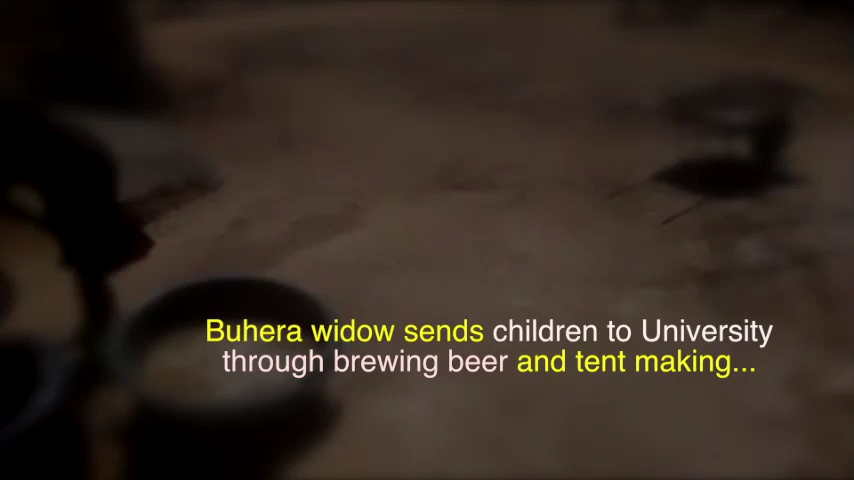 Buhera widow sends children to University
through brewing beer and tent making...